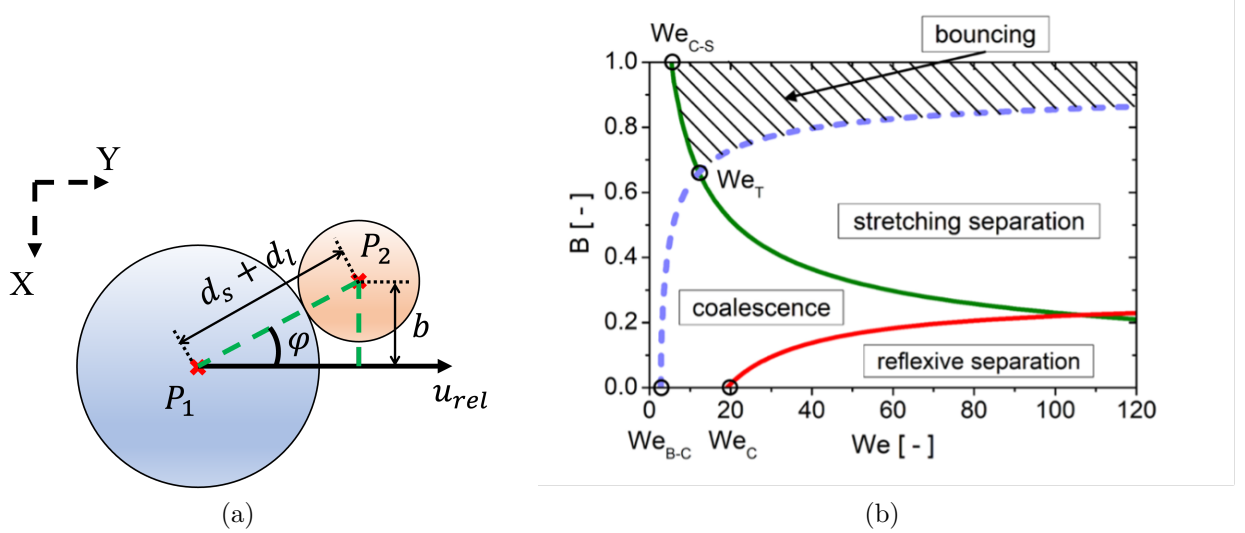 Y
X
d_s + d_l
P_2
b
φ
P_1
u_rel
(a)
We_C-S
bouncing
1.0
0.8
0.6
0.4
0.2
0.0
B [ - ]
We_T
stretching separation
coalescence
reflexive separation
0 20 40 60 80 100 120
We_B-C We_C We [ - ]
(b)